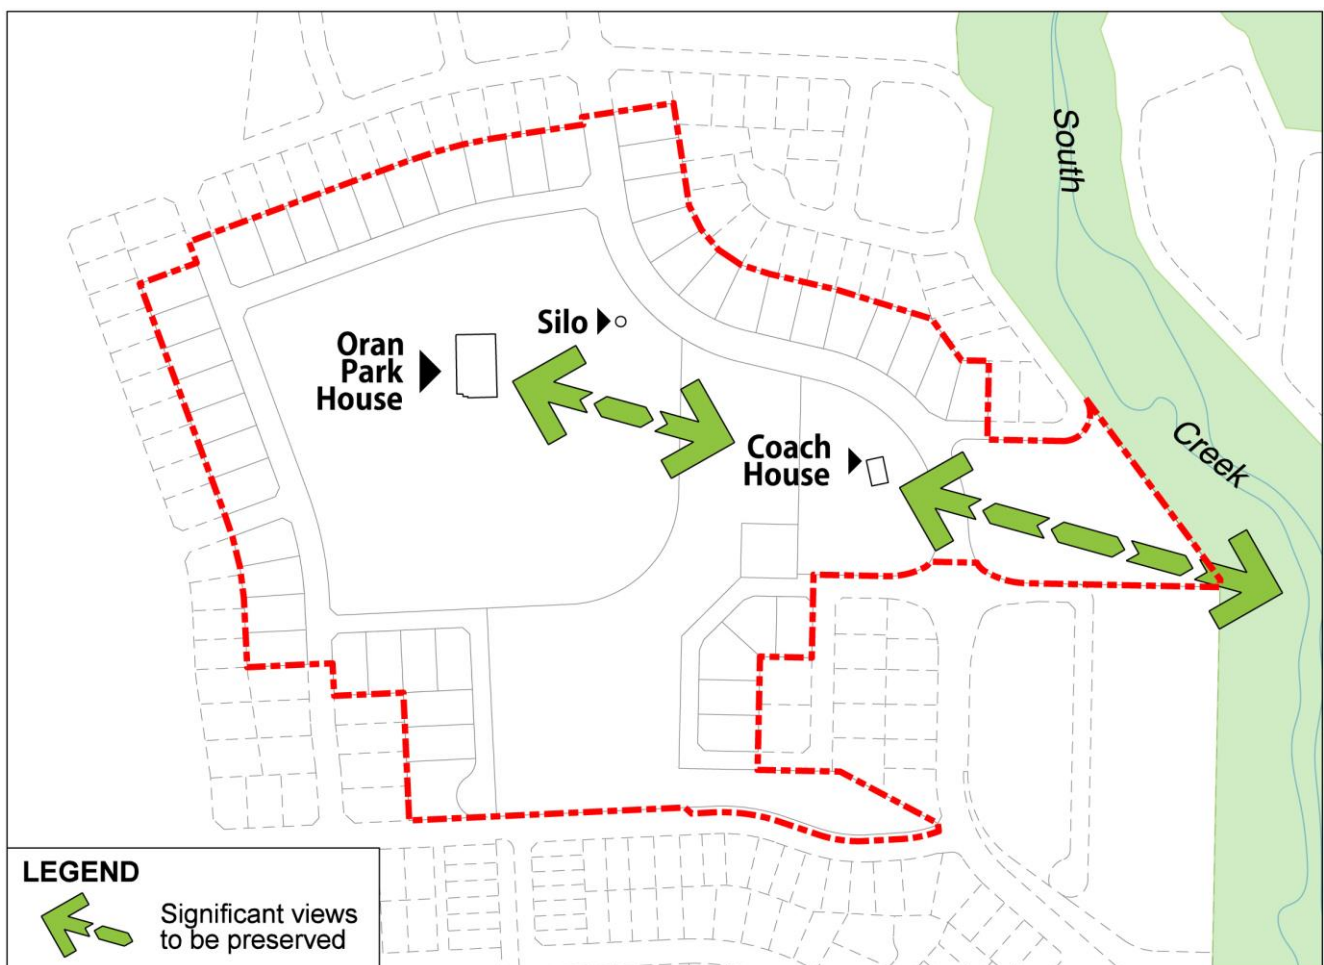 South
Creek
Silo
Oran
Park
House
Coach
House
LEGEND
Significant views
to be preserved